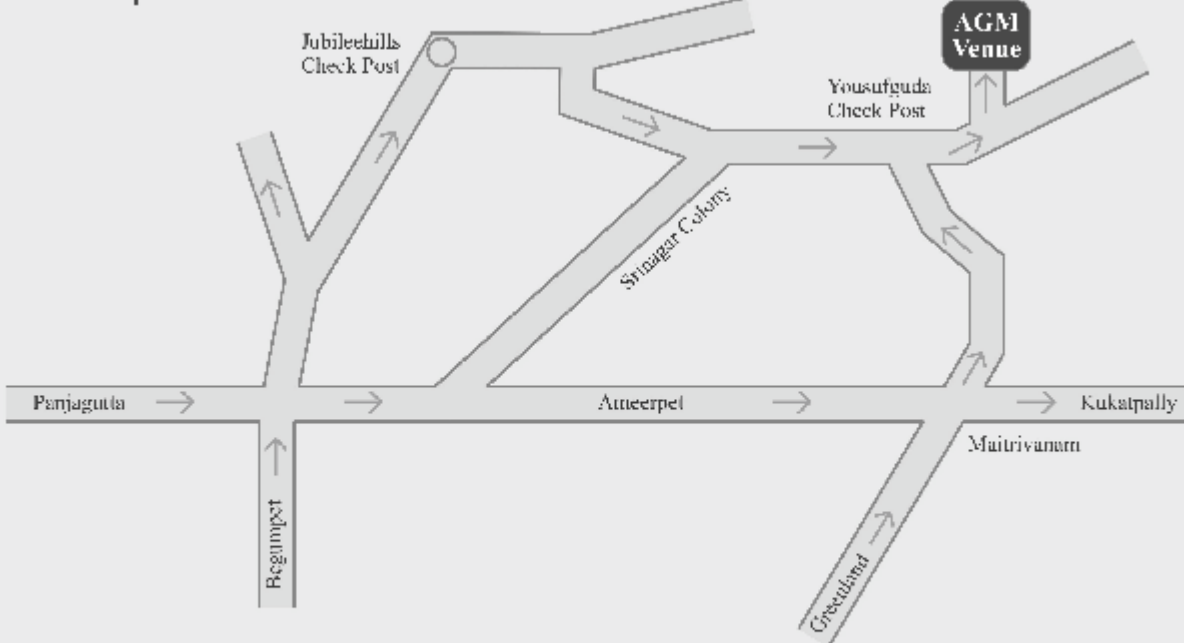 AGM
Venue
Jubileehills
Check Post
Yousufguda
Check Post
Srinagar Colony
Panjagutta
Ameerpet
Kukatpally
Maitrivanam
Begumpet
Greenland